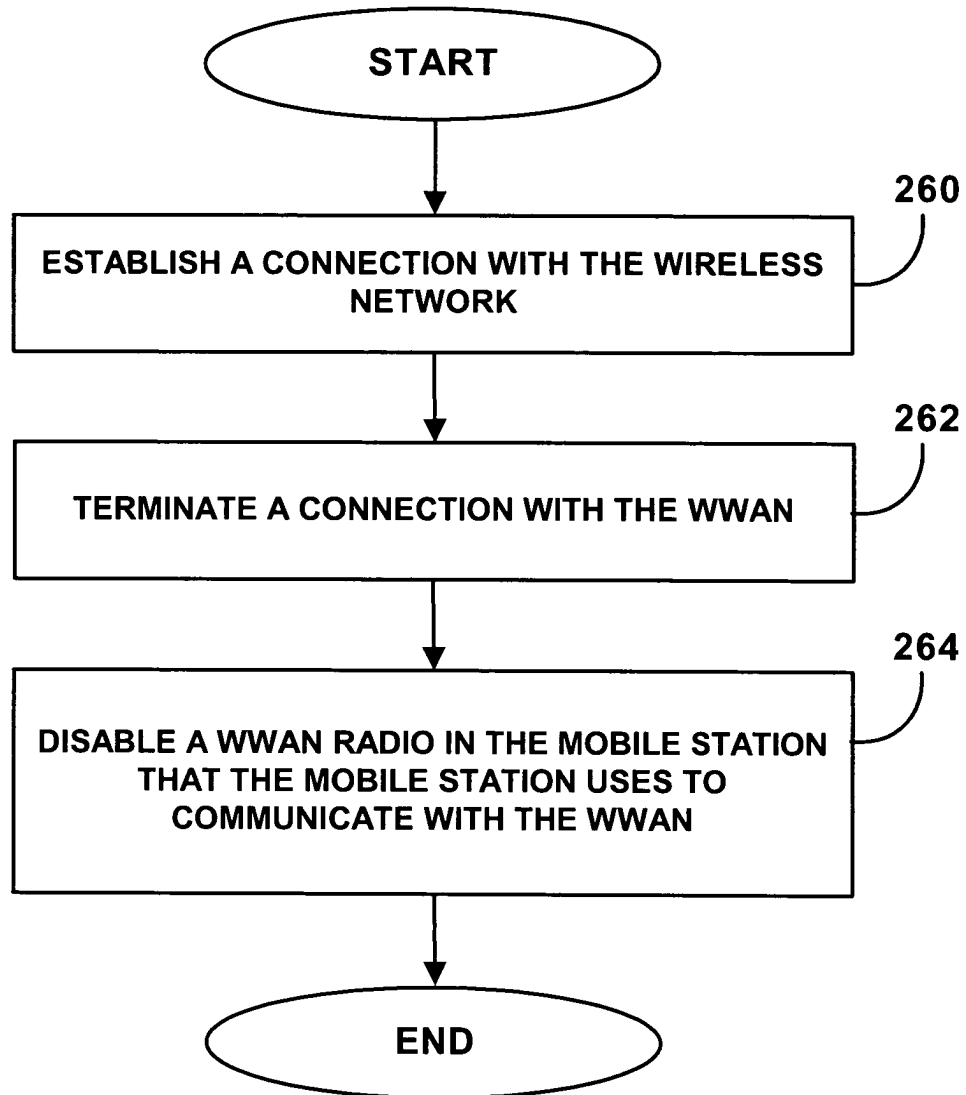 START
260
ESTABLISH A CONNECTION WITH THE WIRELESS
NETWORK
262
TERMINATE A CONNECTION WITH THE WWAN
264
DISABLE A WWAN RADIO IN THE MOBILE STATION
THAT THE MOBILE STATION USES TO
COMMUNICATE WITH THE WWAN
END